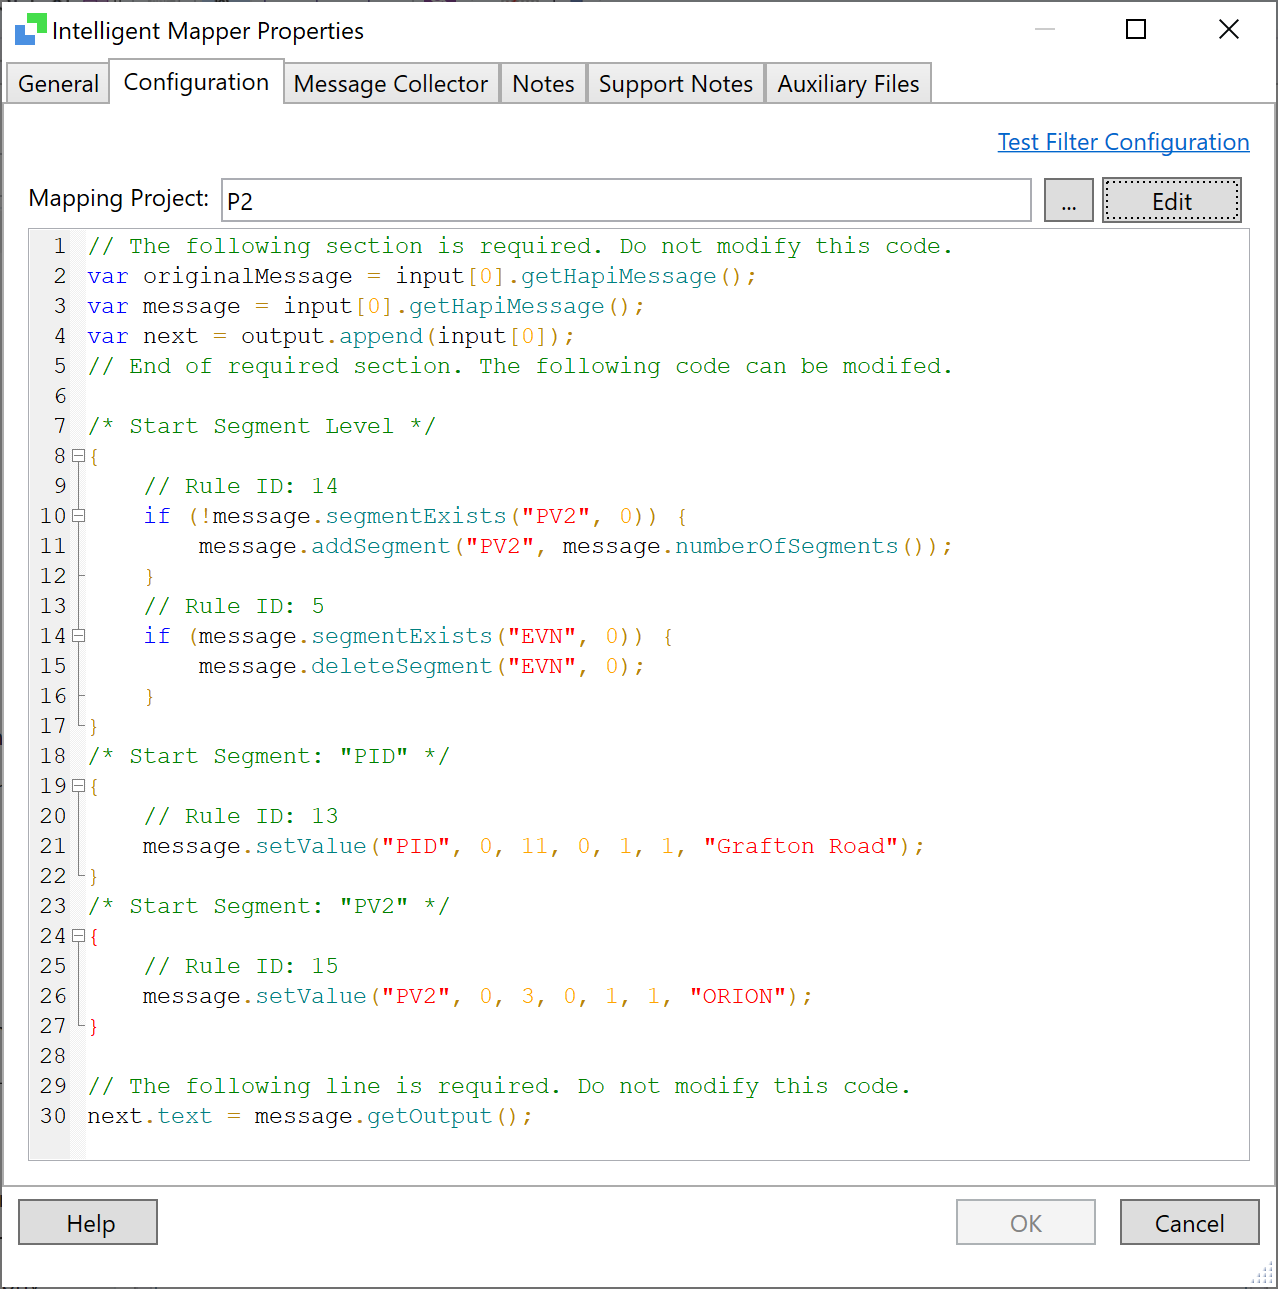 Intelligent Mapper Properties
General Configuration Message Collector Notes Support Notes Auxiliary Files
Test Filter Configuration
Mapping Project: P2 ... Edit
1 // The following section is required. Do not modify this code.
2 var originalMessage = input[0].getHapiMessage();
3 var message = input[0].getHapiMessage();
4 var next = output.append(input[0]);
5 // End of required section. The following code can be modifed.
6
7 /* Start Segment Level */
8 {
9     // Rule ID: 14
10     if (!message.segmentExists("PV2", 0)) {
11         message.addSegment("PV2", message.numberOfSegments());
12     }
13     // Rule ID: 5
14     if (message.segmentExists("EVN", 0)) {
15         message.deleteSegment("EVN", 0);
16     }
17 }
18 /* Start Segment: "PID" */
19 {
20     // Rule ID: 13
21     message.setValue("PID", 0, 11, 0, 1, 1, "Grafton Road");
22 }
23 /* Start Segment: "PV2" */
24 {
25     // Rule ID: 15
26     message.setValue("PV2", 0, 3, 0, 1, 1, "ORION");
27 }
28
29 // The following line is required. Do not modify this code.
30 next.text = message.getOutput();
Help OK Cancel